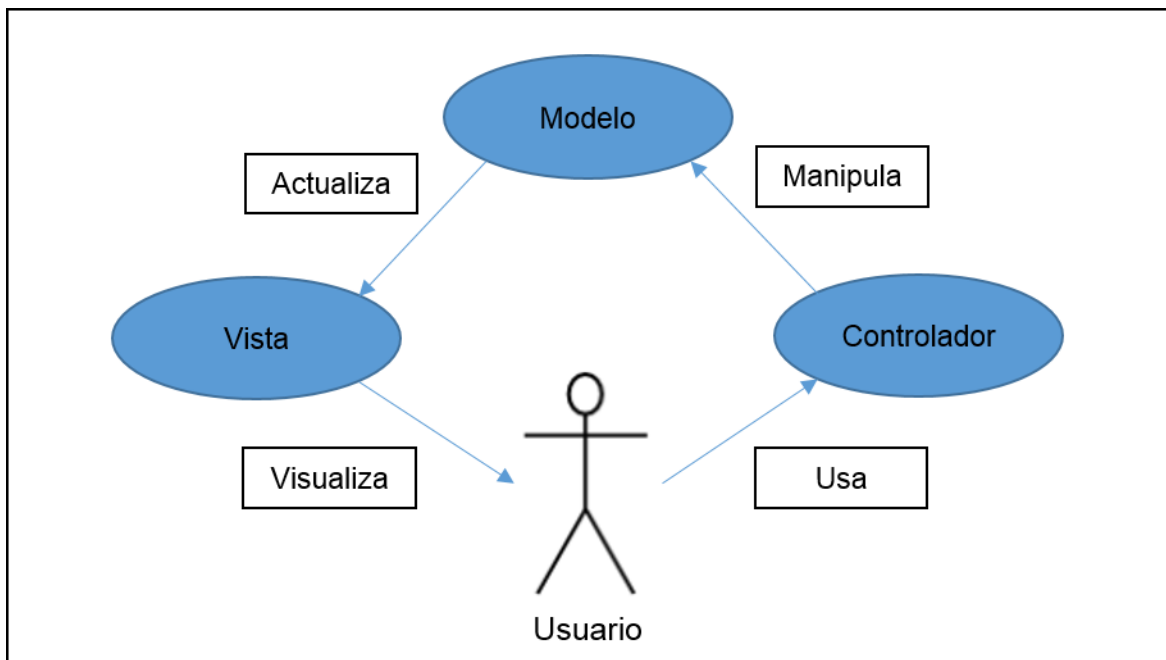 Modelo
Actualiza
Manipula
Vista
Controlador
Visualiza
Usa
Usuario